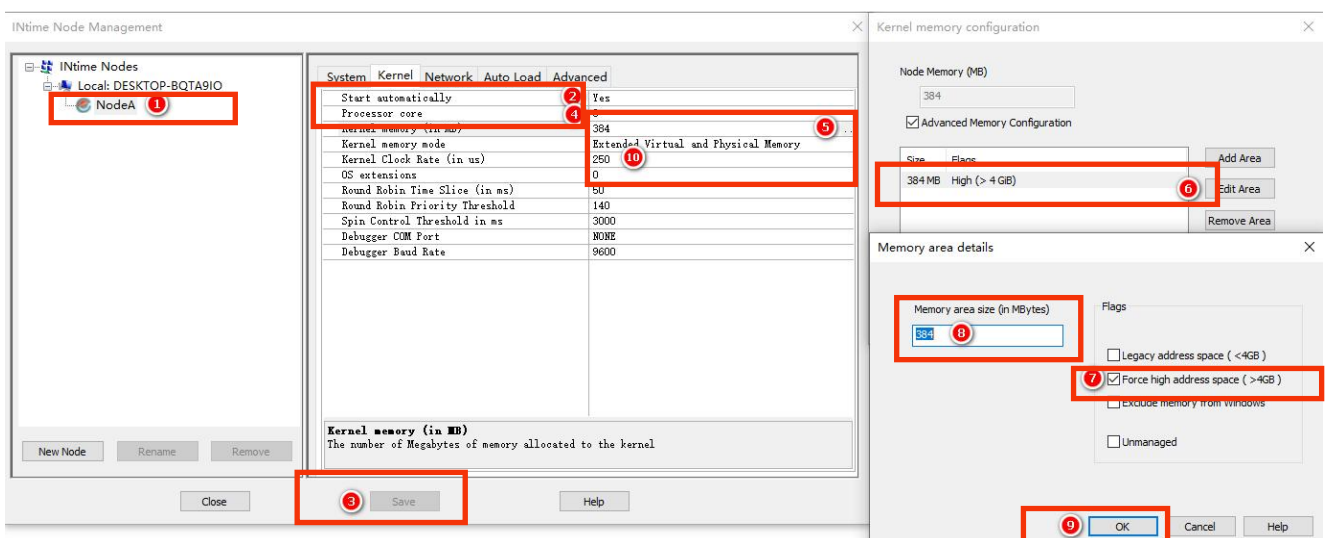 INtime Node Management
INtime Nodes
Local: DESKTOP-BQTA9IO
NodeA 1
System Kernel Network Auto Load Advanced
Start automatically 2 Yes
Processor core 4
Kernel memory (in MB) 384 5 ..
Kernel memory mode Extended Virtual and Physical Memory
Kernel Clock Rate (in us) 250 10
OS extensions 0
Round Robin Time Slice (in ms) 50
Round Robin Priority Threshold 140
Spin Control Threshold in ms 3000
Debugger COM Port NONE
Debugger Baud Rate 9600
Kernel memory (in MB)
The number of Megabytes of memory allocated to the kernel
New Node Rename Remove
Close 3 Save Help
Kernel memory configuration
Node Memory (MB)
384
Advanced Memory Configuration
Size Flags
384 MB High (> 4 GiB) 6
Add Area
Edit Area
Remove Area
Memory area details
Memory area size (in MBytes)
384 8
Flags
Legacy address space ( <4GB )
7 Force high address space ( >4GB )
Exclude memory from Windows
Unmanaged
9 OK Cancel Help